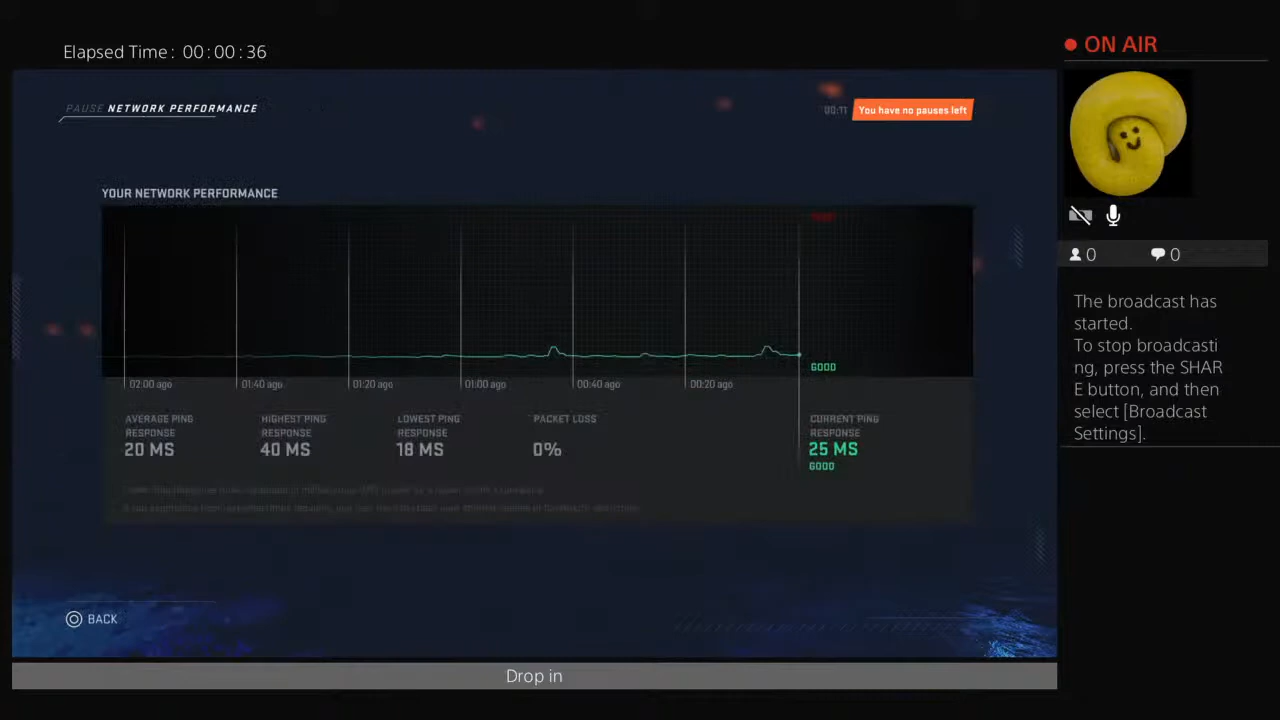 Elapsed Time: 00:00:36
ON AIR
PAUSE NETWORK PERFORMANCE
00:11
You have no pauses left
YOUR NETWORK PERFORMANCE
0
0
The broadcast has
started.
To stop broadcasti
ng, press the SHAR
E button, and then
select [Broadcast
Settings].
GOOD
02:00 ago
01:40 ago
01:20 ago
01:00 ago
00:40 ago
00:20 ago
AVERAGE PING
RESPONSE
20 MS
HIGHEST PING
RESPONSE
40 MS
LOWEST PING
RESPONSE
18 MS
PACKET LOSS
0%
CURRENT PING
RESPONSE
25 MS
GOOD
BACK
Drop in